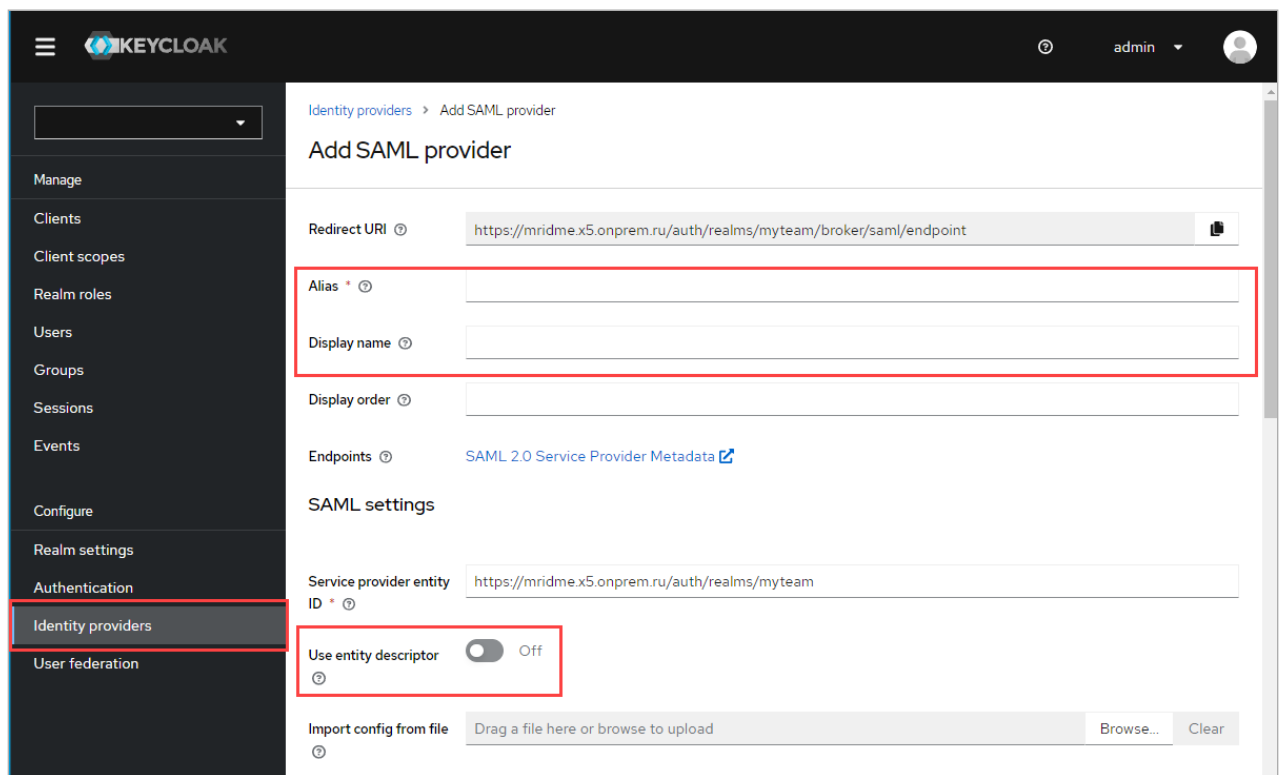 KEYCLOAK
admin
Manage
Clients
Client scopes
Realm roles
Users
Groups
Sessions
Events
Configure
Realm settings
Authentication
Identity providers
User federation
Identity providers > Add SAML provider
Add SAML provider
Redirect URI https://mridme.x5.onprem.ru/auth/realms/myteam/broker/saml/endpoint
Alias *
Display name
Display order
Endpoints SAML 2.0 Service Provider Metadata
SAML settings
Service provider entity https://mridme.x5.onprem.ru/auth/realms/myteam
ID *
Use entity descriptor Off
Import config from file Drag a file here or browse to upload Browse... Clear